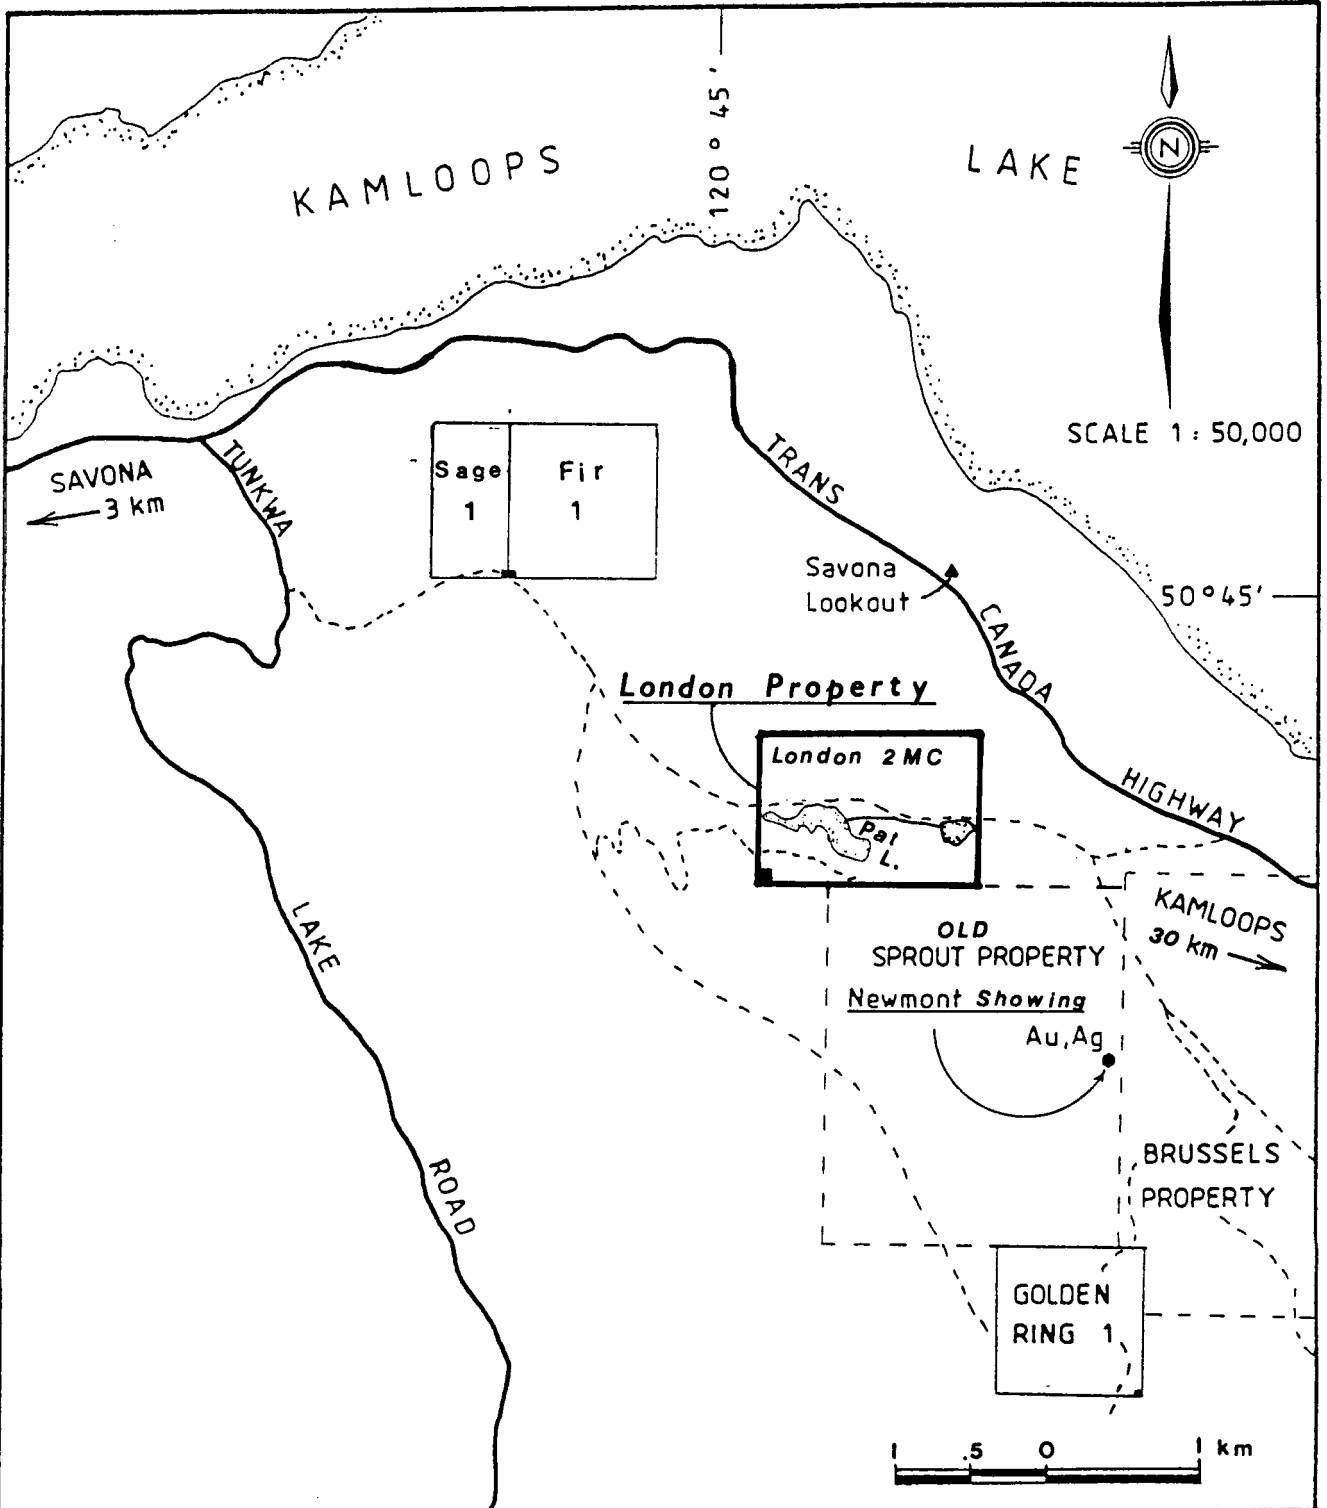 120° 45'
KAMLOOPS
LAKE
N
SCALE 1 : 50,000
SAVONA
3 km
TUNKWA
Sage
1
Fir
1
TRANS
Savona
Lookout
50°45'
CANADA
London Property
London 2MC
HIGHWAY
Pat
L.
KAMLOOPS
30 km
OLD
SPROUT PROPERTY
LAKE
Newmont Showing
Au,Ag
BRUSSELS
PROPERTY
ROAD
GOLDEN
RING 1
1 .5 0 1 km